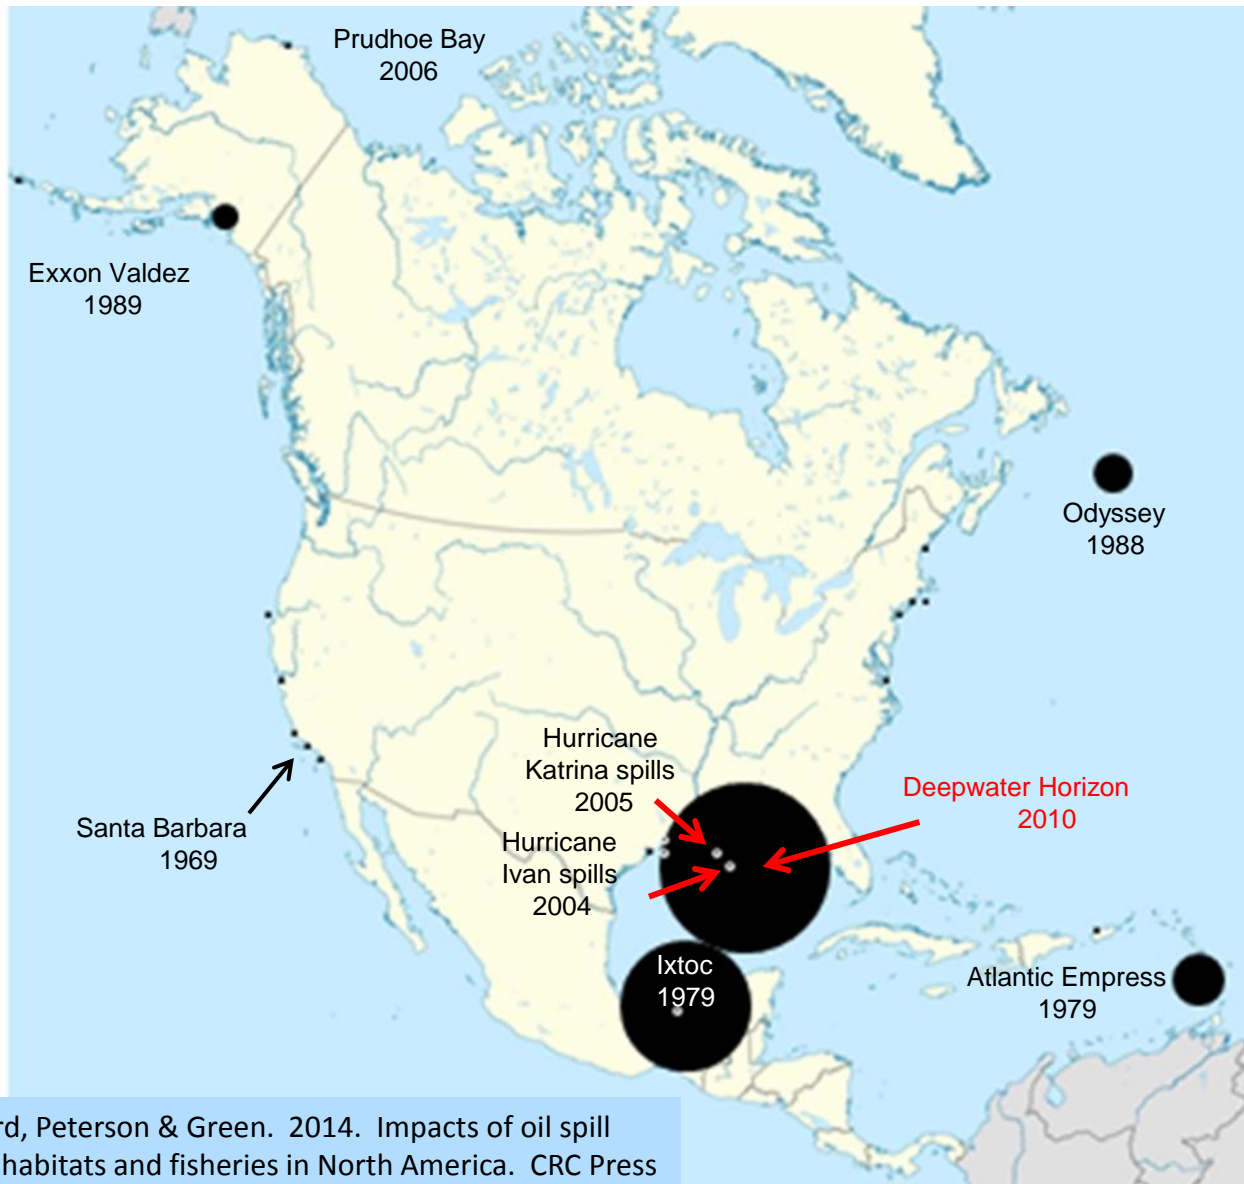 Prudhoe Bay
2006
Exxon Valdez
1989
Odyssey
1988
Hurricane
Katrina spills
2005
Deepwater Horizon
2010
Santa Barbara
1969
Hurricane
Ivan spills
2004
Ixtoc
1979
Atlantic Empress
1979
Peterson & Green. 2014. Impacts of oil spill
habitats and fisheries in North America. CRC Press